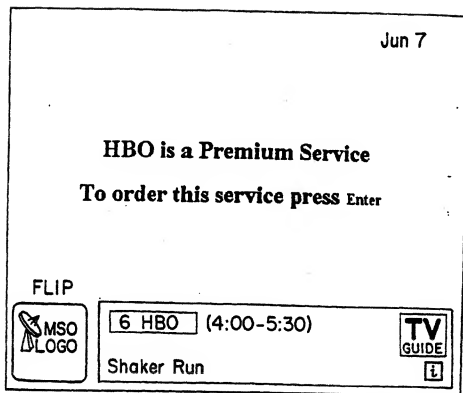 Jun 7
HBO is a Premium Service
To order this service press Enter
FLIP
MSO
LOGO
6 HBO (4:00-5:30)
TV
GUIDE
Shaker Run
i